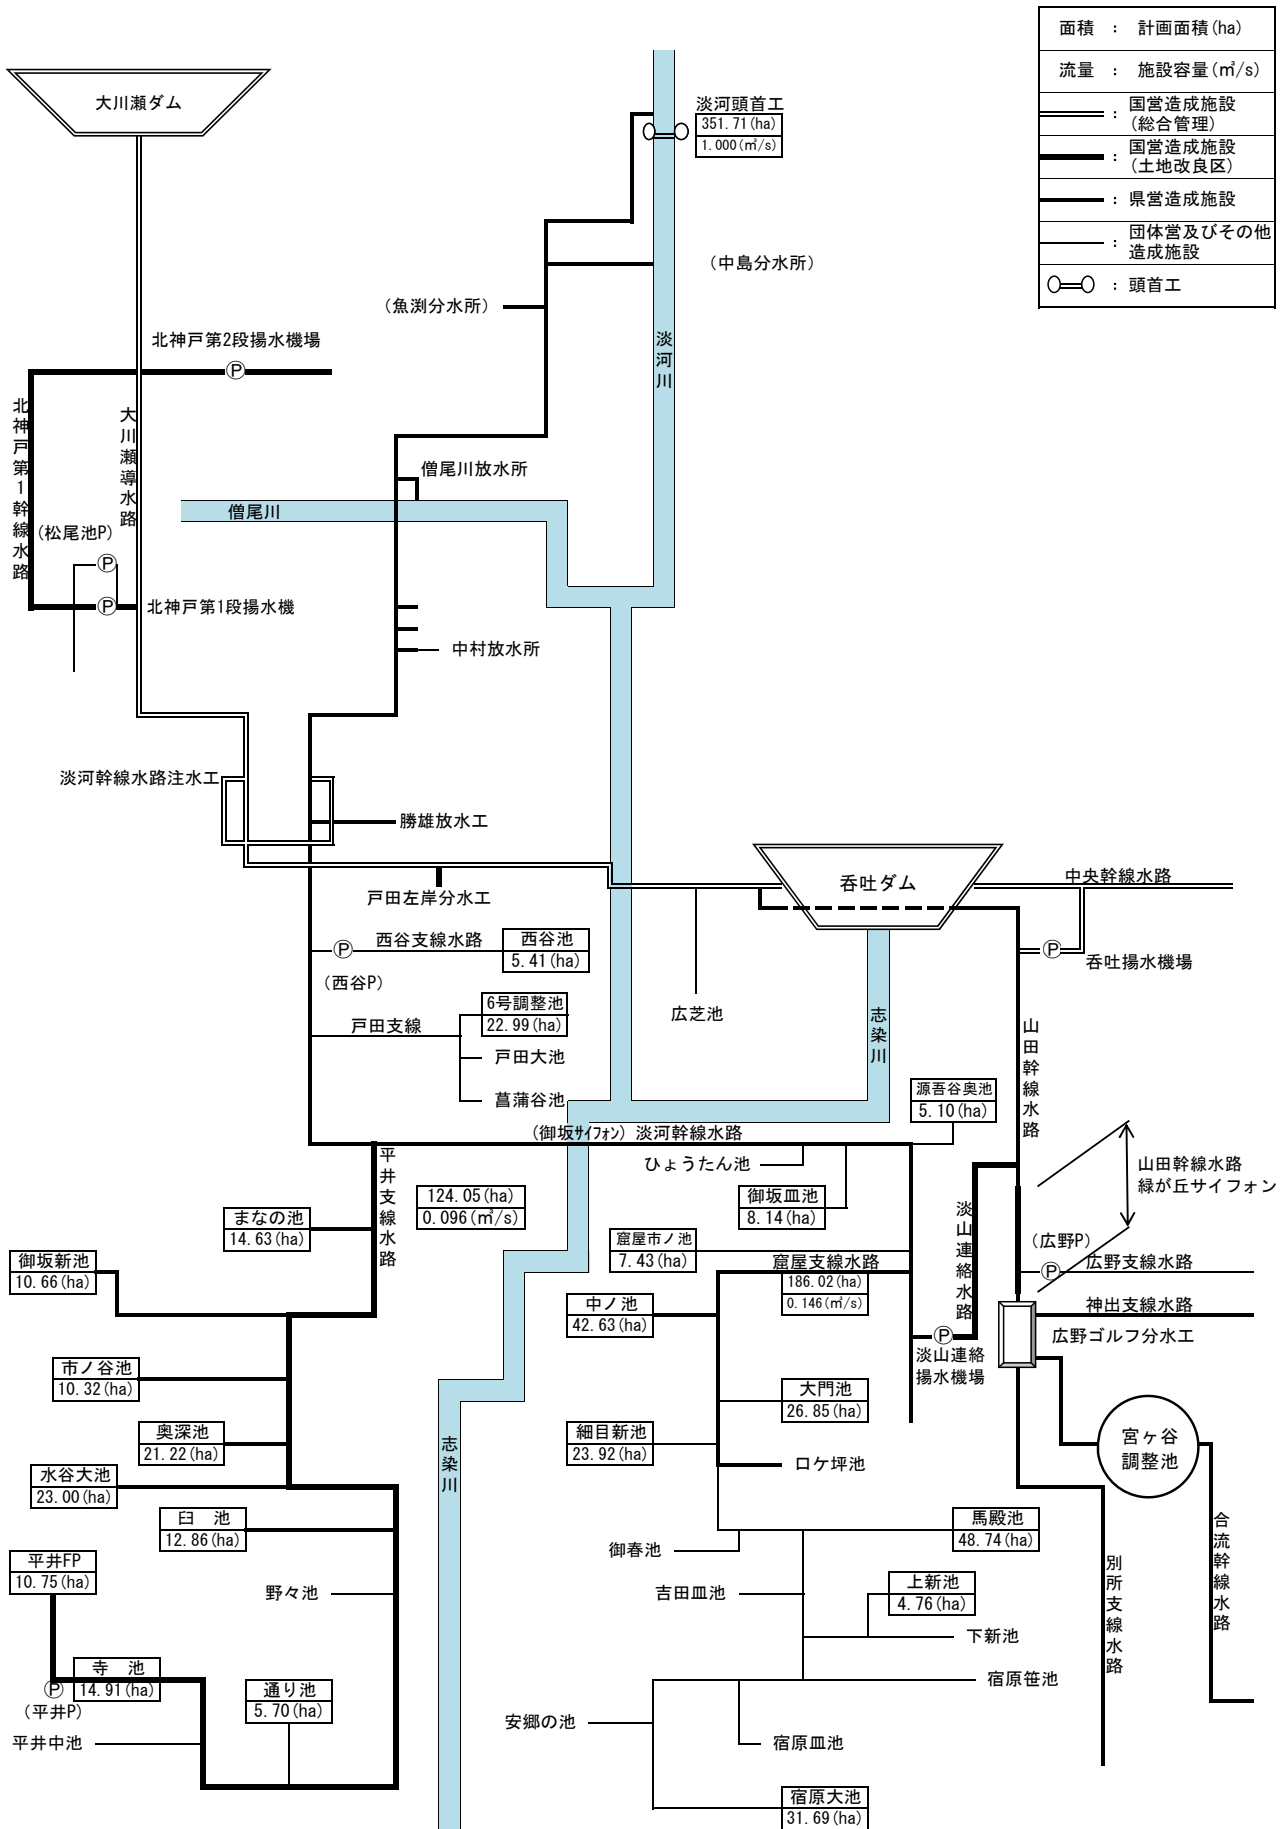 面積 ： 計画面積(ha)
流量 ： 施設容量(㎥/s)
： 国営造成施設
(総合管理)
： 国営造成施設
(土地改良区)
： 県営造成施設
： 団体営及びその他
造成施設
： 頭首工
大川瀬ダム
淡河頭首工
351.71(ha)
1.000(㎥/s)
(中島分水所)
(魚渕分水所)
淡河川
北神戸第2段揚水機場
P
北神戸第1幹線水路
大川瀬導水路
僧尾川放水所
僧尾川
(松尾池P)
P
P
北神戸第1段揚水機
中村放水所
淡河幹線水路注水工
勝雄放水工
呑吐ダム
中央幹線水路
戸田左岸分水工
P
西谷支線水路
西谷池
5.41(ha)
(西谷P)
P
呑吐揚水機場
6号調整池
22.99(ha)
戸田支線
広芝池
志染川
山田幹線水路
戸田大池
菖蒲谷池
源吾谷奥池
5.10(ha)
(御坂ｻｲﾌｫﾝ) 淡河幹線水路
平井支線水路
ひょうたん池
山田幹線水路
緑が丘サイフォン
124.05(ha)
0.096(㎥/s)
御坂皿池
8.14(ha)
淡山連絡水路
まなの池
14.63(ha)
窟屋市ノ池
7.43(ha)
(広野P)
御坂新池
10.66(ha)
窟屋支線水路
186.02(ha)
0.146(㎥/s)
P
広野支線水路
中ノ池
42.63(ha)
神出支線水路
P
広野ゴルフ分水工
淡山連絡
揚水機場
市ノ谷池
10.32(ha)
大門池
26.85(ha)
奥深池
21.22(ha)
志染川
細目新池
23.92(ha)
宮ヶ谷
調整池
水谷大池
23.00(ha)
ロケ坪池
臼　池
12.86(ha)
馬殿池
48.74(ha)
合流幹線水路
平井FP
10.75(ha)
御春池
別所支線水路
野々池
吉田皿池
上新池
4.76(ha)
下新池
寺　池
14.91(ha)
P
(平井P)
通り池
5.70(ha)
宿原笹池
平井中池
安郷の池
宿原皿池
宿原大池
31.69(ha)